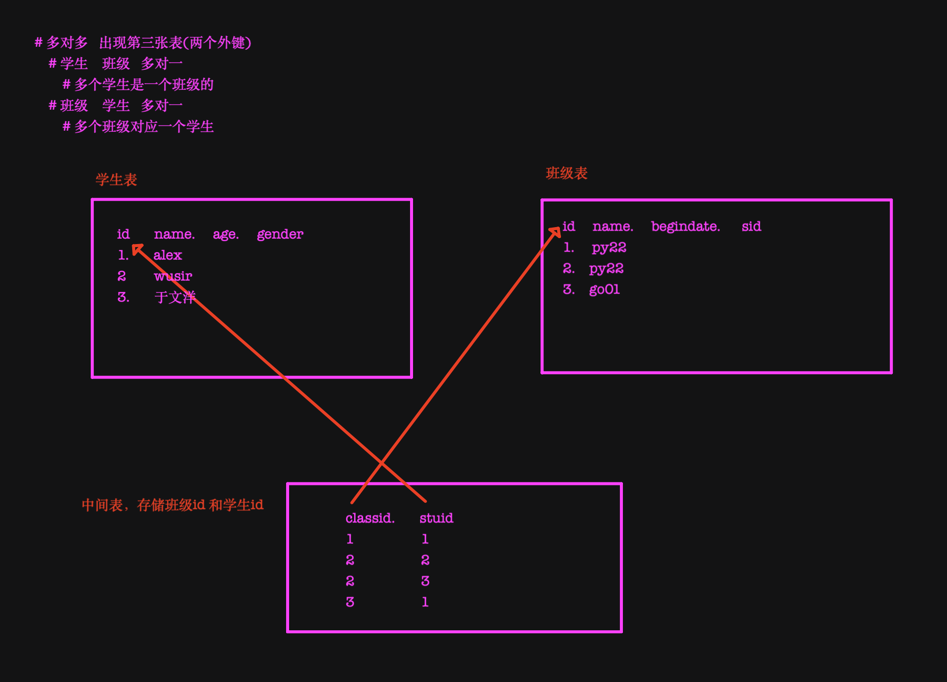 # 多对多 出现第三张表(两个外键)
# 学生 班级 多对一
# 多个学生是一个班级的
# 班级 学生 多对一
# 多个班级对应一个学生
学生表
id name. age. gender
1. alex
2 wusir
3. 于文洋
班级表
id name. begindate. sid
1. py22
2. py22
3. go01
中间表，存储班级id 和学生id
classid. stuid
1 1
2 2
2 3
3 1